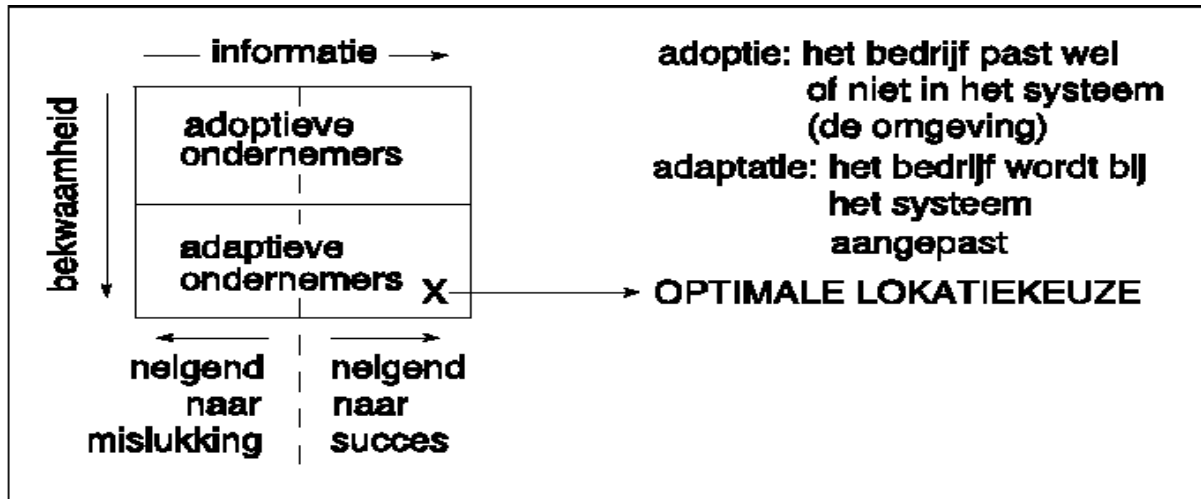 informatie
bekwaamheid
adoptieve
ondernemers
adaptieve
ondernemers
X
neigend
naar
mislukking
neigend
naar
succes
adoptie: het bedrijf past wel
of niet in het systeem
(de omgeving)
adaptatie: het bedrijf wordt bij
het systeem
aangepast
OPTIMALE LOKATIEKEUZE